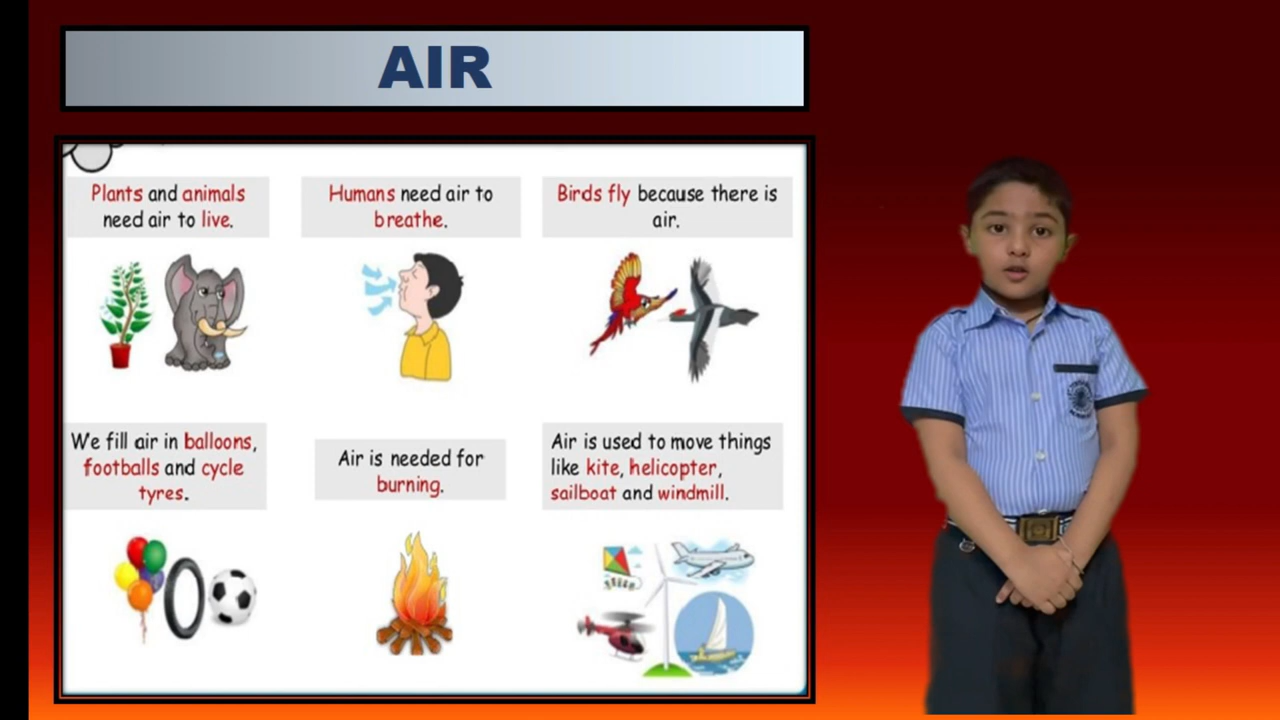 AIR
Plants and animals
need air to live.
Humans need air to
breathe.
Birds fly because there is
air.
We fill air in balloons,
footballs and cycle
tyres.
Air is needed for
burning.
Air is used to move things
like kite, helicopter,
sailboat and windmill.